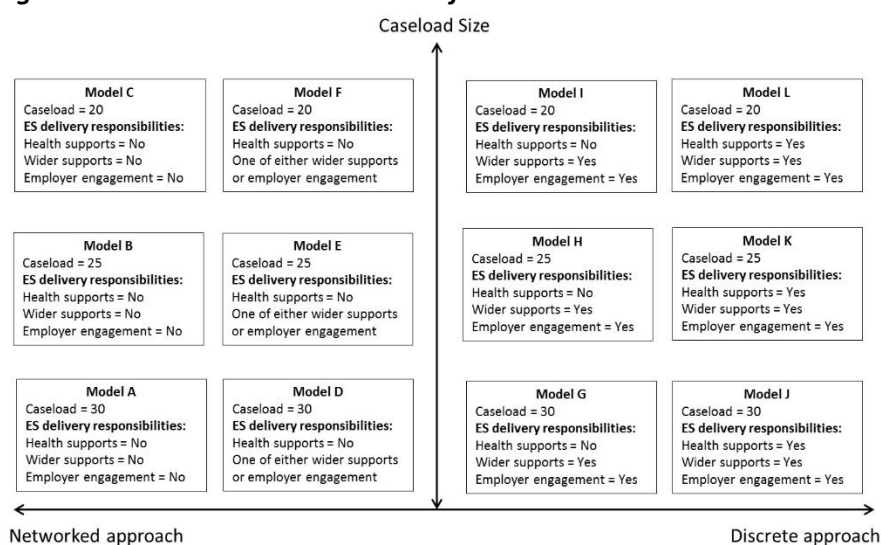 Caseload Size
Model C
Caseload = 20
ES delivery responsibilities:
Health supports = No
Wider supports = No
Employer engagement = No
Model F
Caseload = 20
ES delivery responsibilities:
Health supports = No
One of either wider supports
or employer engagement
Model I
Caseload = 20
ES delivery responsibilities:
Health supports = No
Wider supports = Yes
Employer engagement = Yes
Model L
Caseload = 20
ES delivery responsibilities:
Health supports = Yes
Wider supports = Yes
Employer engagement = Yes
Model B
Caseload = 25
ES delivery responsibilities:
Health supports = No
Wider supports = No
Employer engagement = No
Model E
Caseload = 25
ES delivery responsibilities:
Health supports = No
One of either wider supports
or employer engagement
Model H
Caseload = 25
ES delivery responsibilities:
Health supports = No
Wider supports = Yes
Employer engagement = Yes
Model K
Caseload = 25
ES delivery responsibilities:
Health supports = Yes
Wider supports = Yes
Employer engagement = Yes
Model A
Caseload = 30
ES delivery responsibilities:
Health supports = No
Wider supports = No
Employer engagement = No
Model D
Caseload = 30
ES delivery responsibilities:
Health supports = No
One of either wider supports
or employer engagement
Model G
Caseload = 30
ES delivery responsibilities:
Health supports = No
Wider supports = Yes
Employer engagement = Yes
Model J
Caseload = 30
ES delivery responsibilities:
Health supports = Yes
Wider supports = Yes
Employer engagement = Yes
Networked approach
Discrete approach